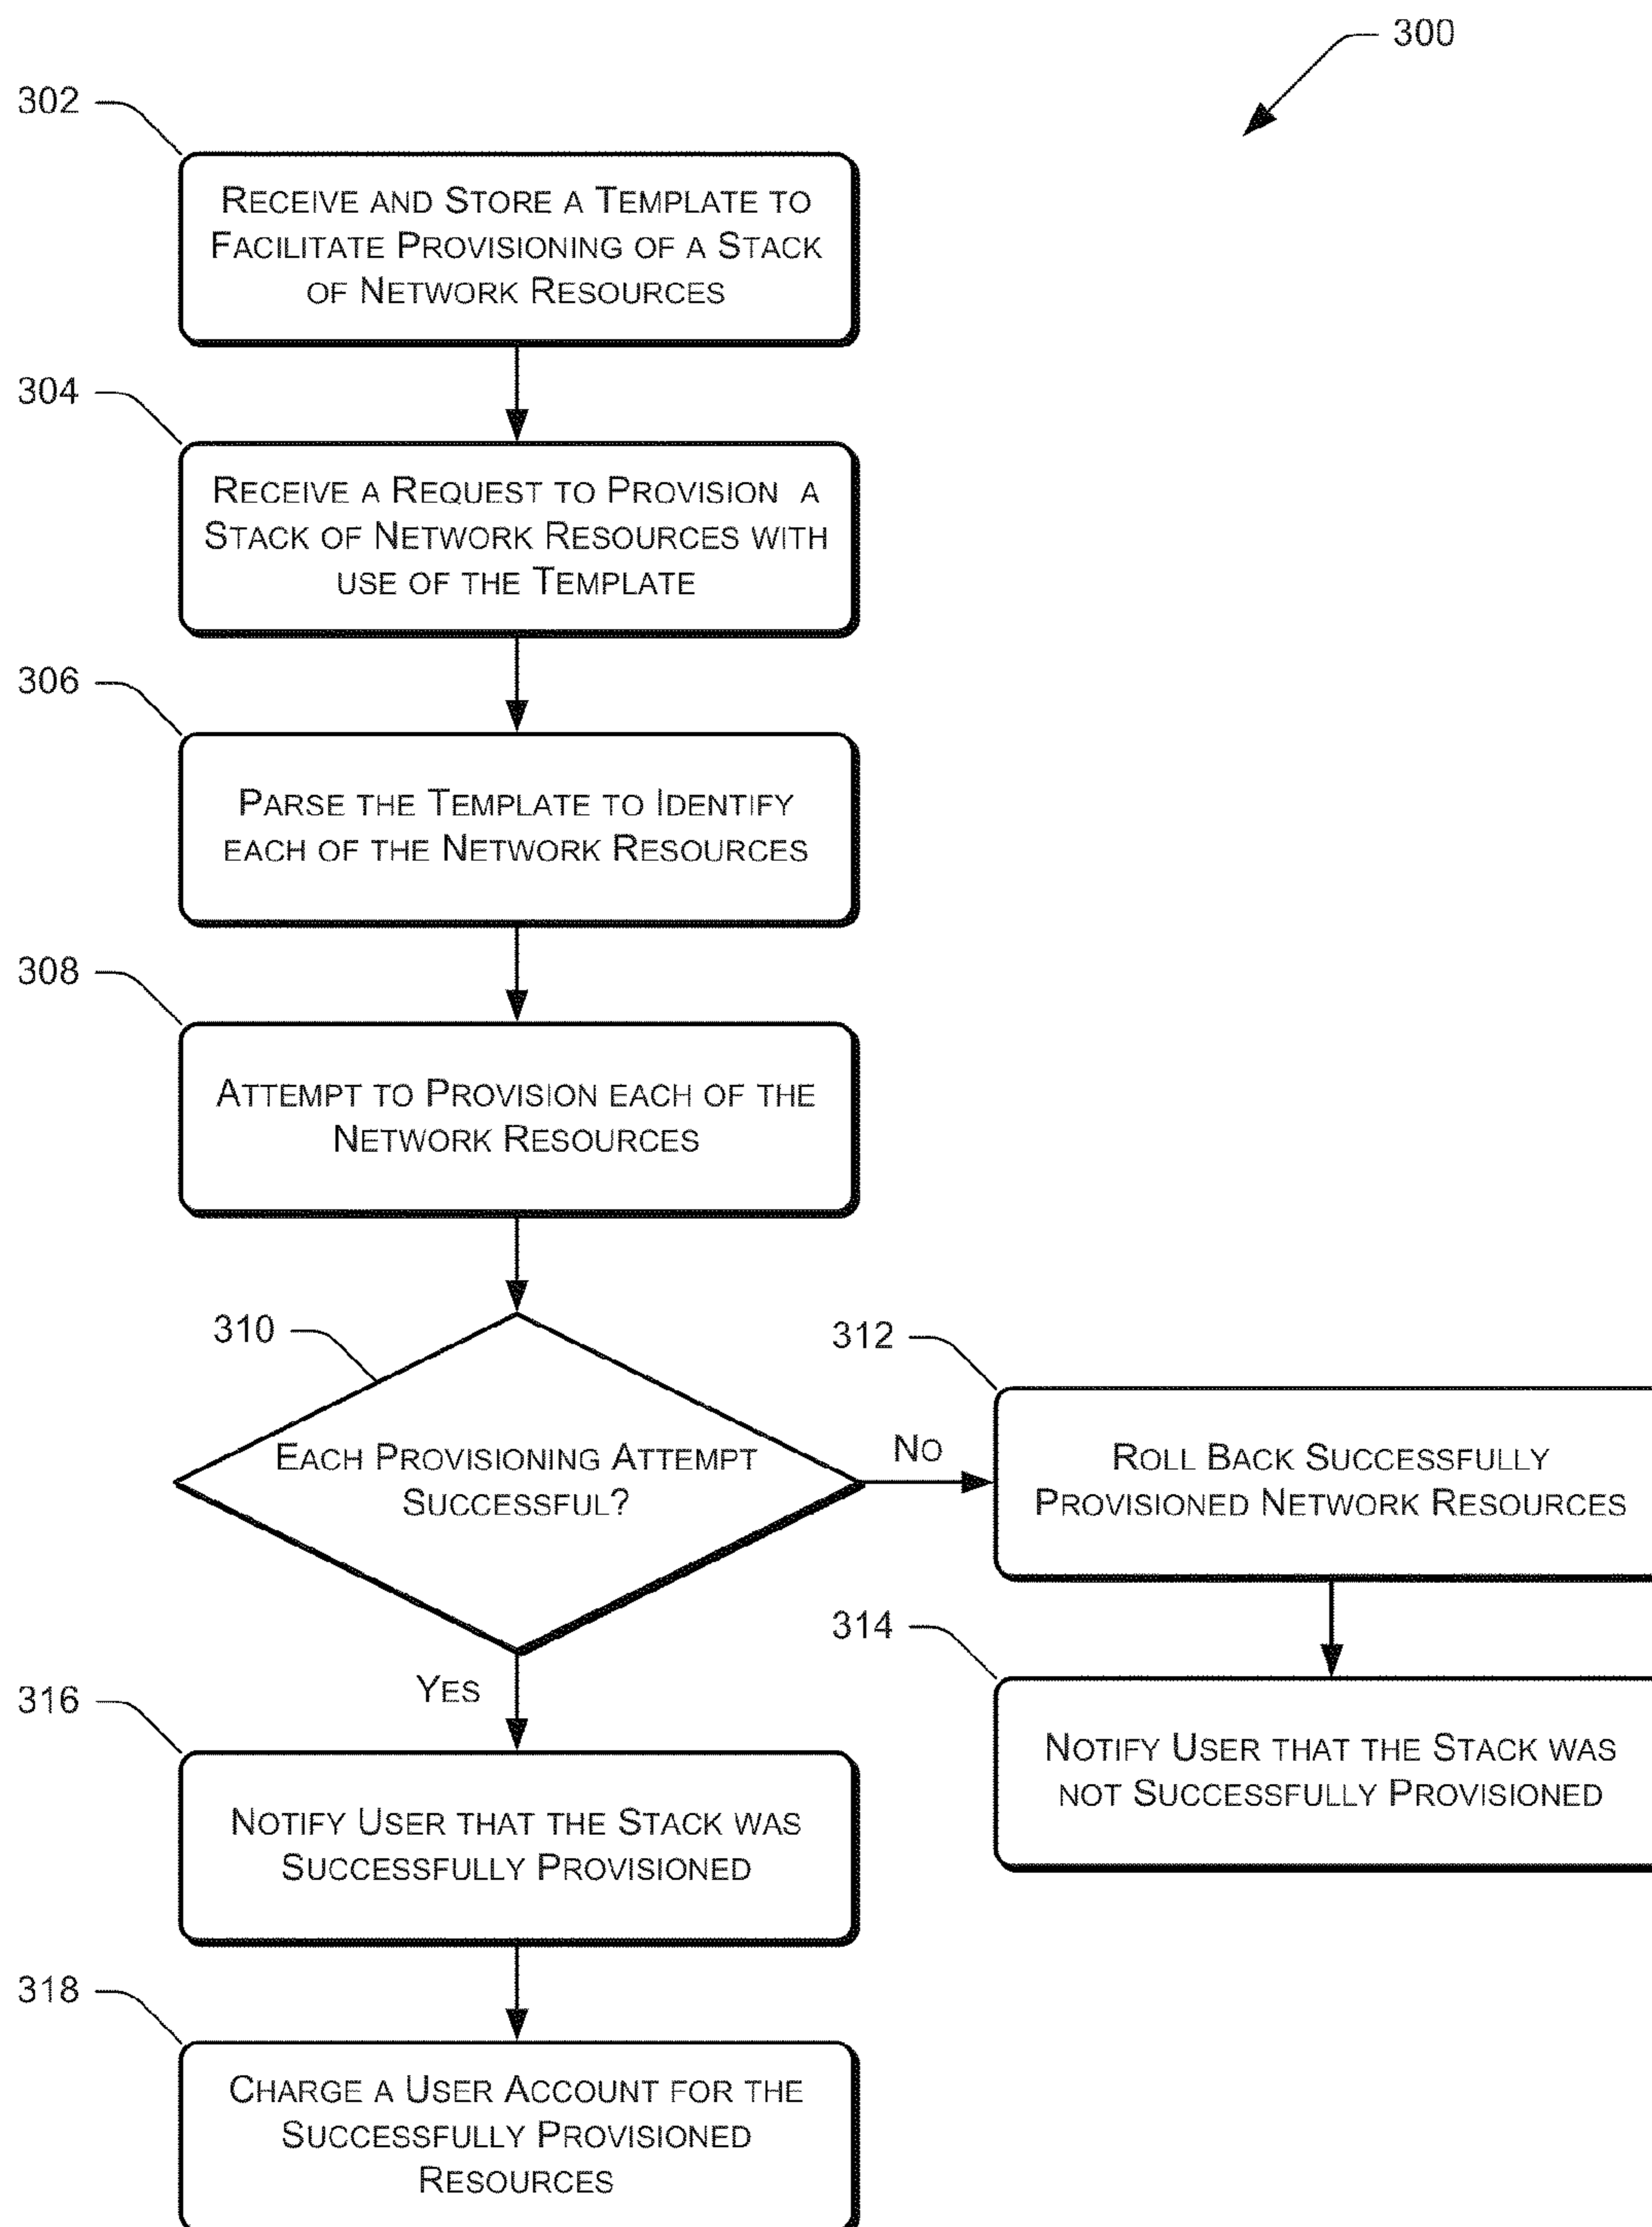 300
302
RECEIVE AND STORE A TEMPLATE TO
FACILITATE PROVISIONING OF A STACK
OF NETWORK RESOURCES
304
RECEIVE A REQUEST TO PROVISION A
STACK OF NETWORK RESOURCES WITH
USE OF THE TEMPLATE
306
PARSE THE TEMPLATE TO IDENTIFY
EACH OF THE NETWORK RESOURCES
308
ATTEMPT TO PROVISION EACH OF THE
NETWORK RESOURCES
310
EACH PROVISIONING ATTEMPT
SUCCESSFUL?
NO
312
ROLL BACK SUCCESSFULLY
PROVISIONED NETWORK RESOURCES
314
NOTIFY USER THAT THE STACK WAS
NOT SUCCESSFULLY PROVISIONED
YES
316
NOTIFY USER THAT THE STACK WAS
SUCCESSFULLY PROVISIONED
318
CHARGE A USER ACCOUNT FOR THE
SUCCESSFULLY PROVISIONED
RESOURCES